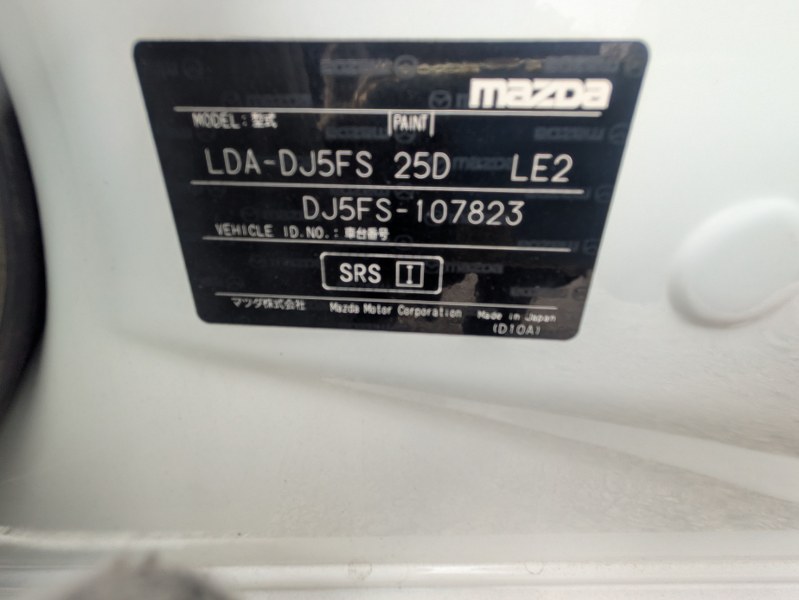 mazda
MODEL: 型式 PAINT
LDA-DJ5FS 25D LE2
DJ5FS-107823
VEHICLE ID.NO.: 車台番号
SRS I
マツダ株式会社 Mazda Motor Corporation Made in Japan
(D10A)